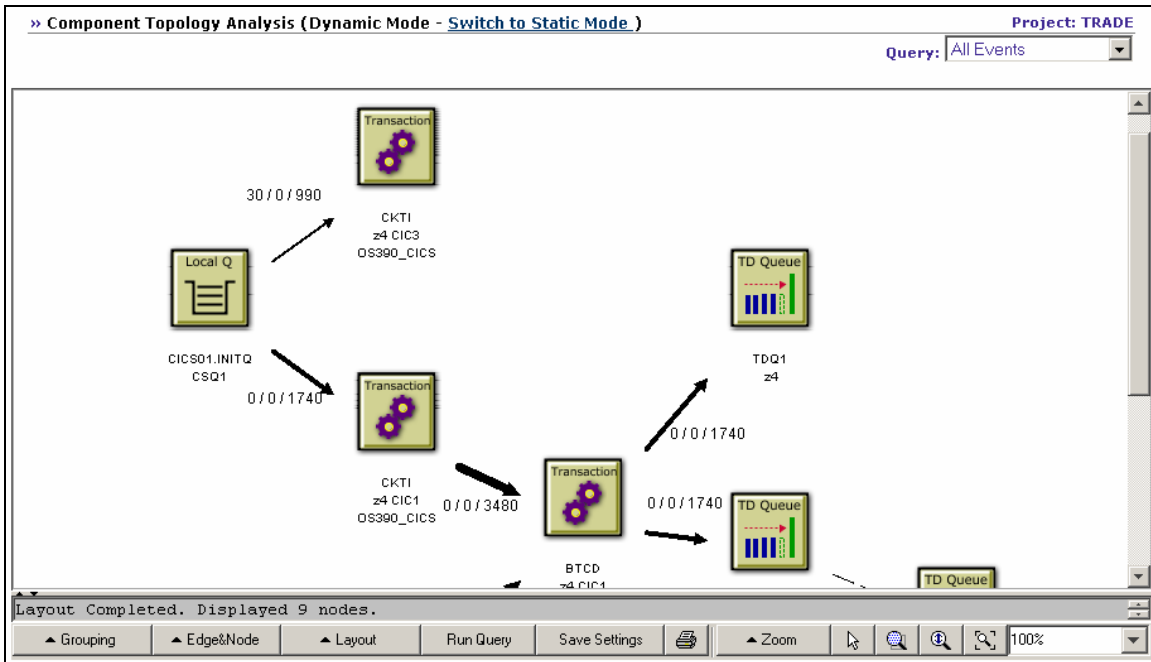 » Component Topology Analysis (Dynamic Mode - Switch to Static Mode )
Project: TRADE
Query: All Events
Transaction
30 / 0 / 990
CKTI
z4 CIC3
OS390_CICS
Local Q
TD Queue
CICS01.INITQ
CSQ1
TDQ1
z4
Transaction
0 / 0 / 1740
0 / 0 / 1740
CKTI
z4 CIC1
OS390_CICS
Transaction
0 / 0 / 3480
0 / 0 / 1740
TD Queue
BTCD
z4 CIC1
TD Queue
Layout Completed. Displayed 9 nodes.
Grouping
Edge&Node
Layout
Run Query
Save Settings
Zoom
100%